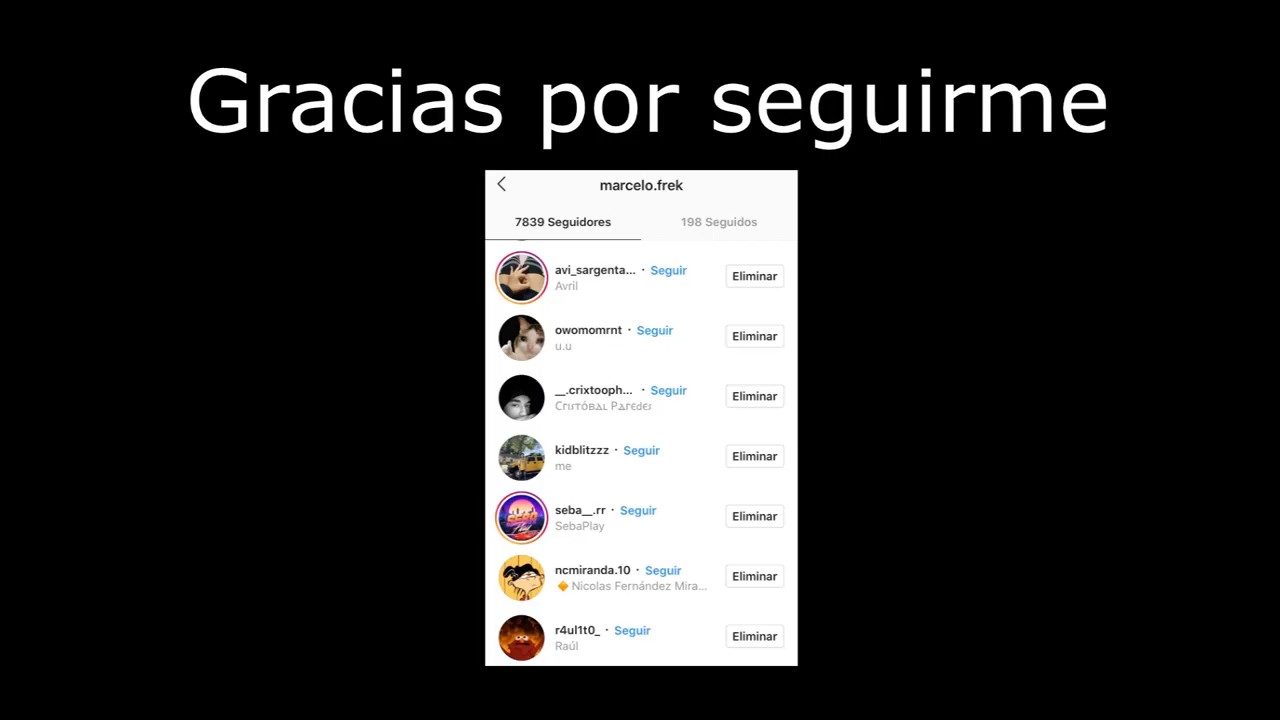 Gracias por seguirme
marcelo.frek
7839 Seguidores
198 Seguidos
avi_sargenta... · Seguir
Avril
Eliminar
owomomrnt · Seguir
u.u
Eliminar
__.crixtooph... · Seguir
Crιѕтóвαʟ Pαrєdєѕ
Eliminar
kidblitzzz · Seguir
me
Eliminar
seba__.rr · Seguir
SebaPlay
Eliminar
ncmiranda.10 · Seguir
🔸 Nicolas Fernández Mira...
Eliminar
r4ul1t0_ · Seguir
Raúl
Eliminar